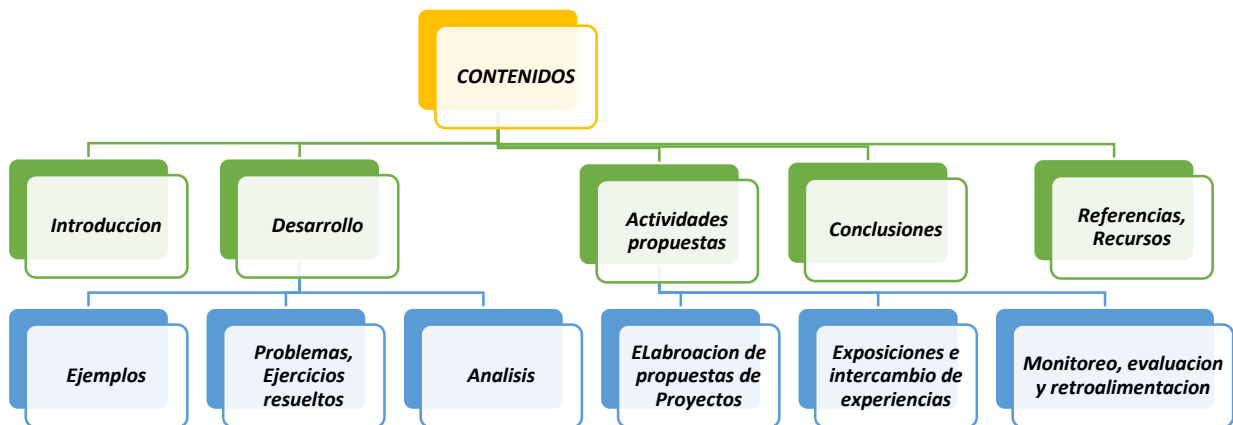 CONTENIDOS
Introduccion
Desarrollo
Actividades
propuestas
Conclusiones
Referencias,
Recursos
Ejemplos
Problemas,
Ejercicios
resueltos
Analisis
ELabroacion de
propuestas de
Proyectos
Exposiciones e
intercambio de
experiencias
Monitoreo, evaluacion
y retroalimentacion